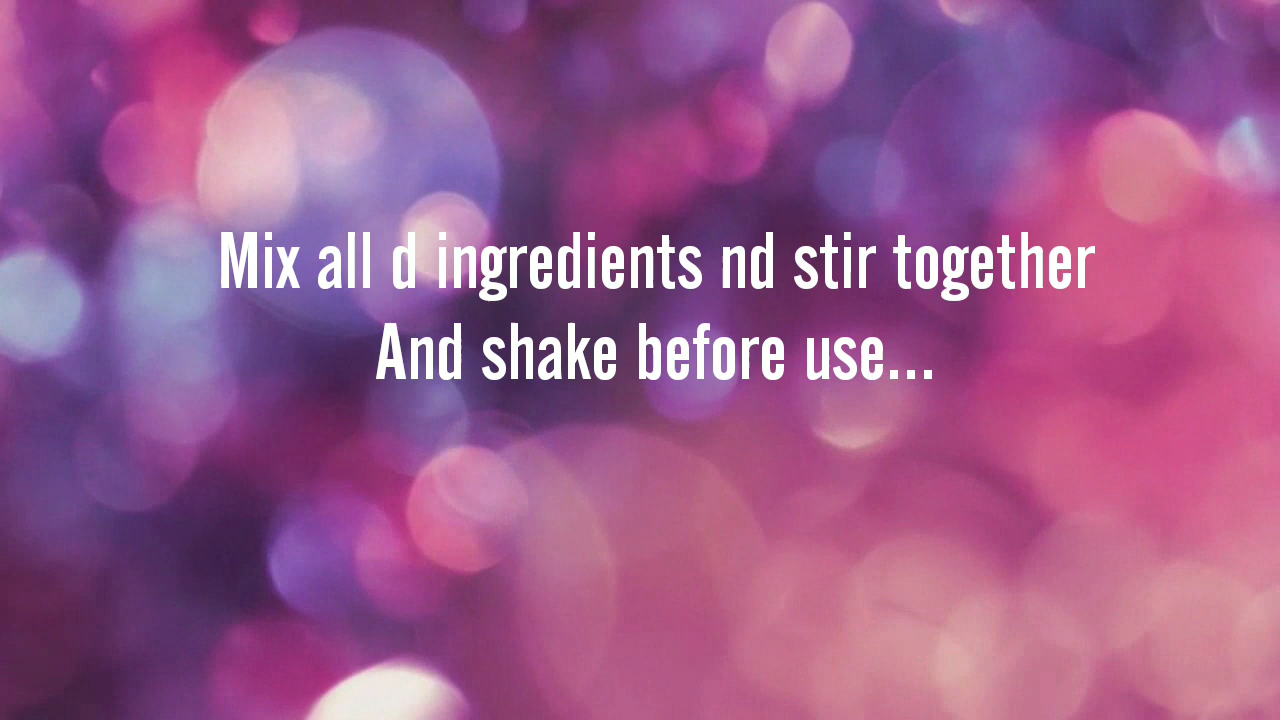 Mix all d ingredients nd stir together
And shake before use...